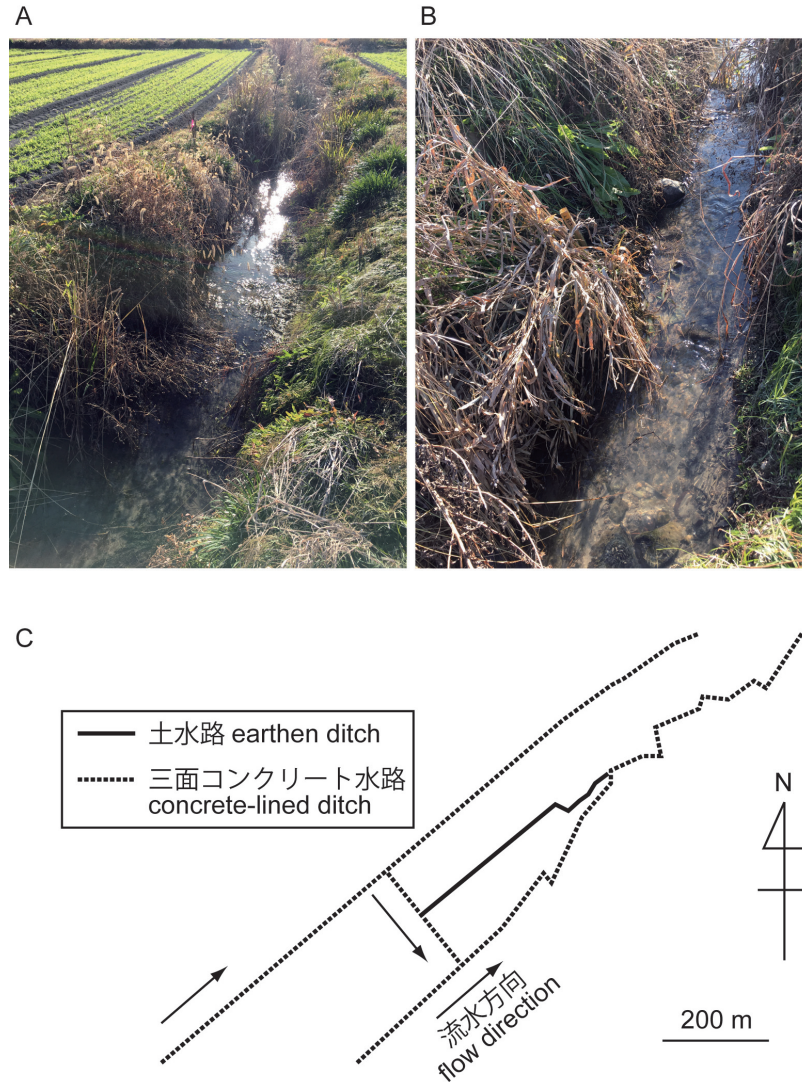 A
B
C
土水路 earthen ditch
三面コンクリート水路
concrete-lined ditch
N
流水方向
flow direction
200 m